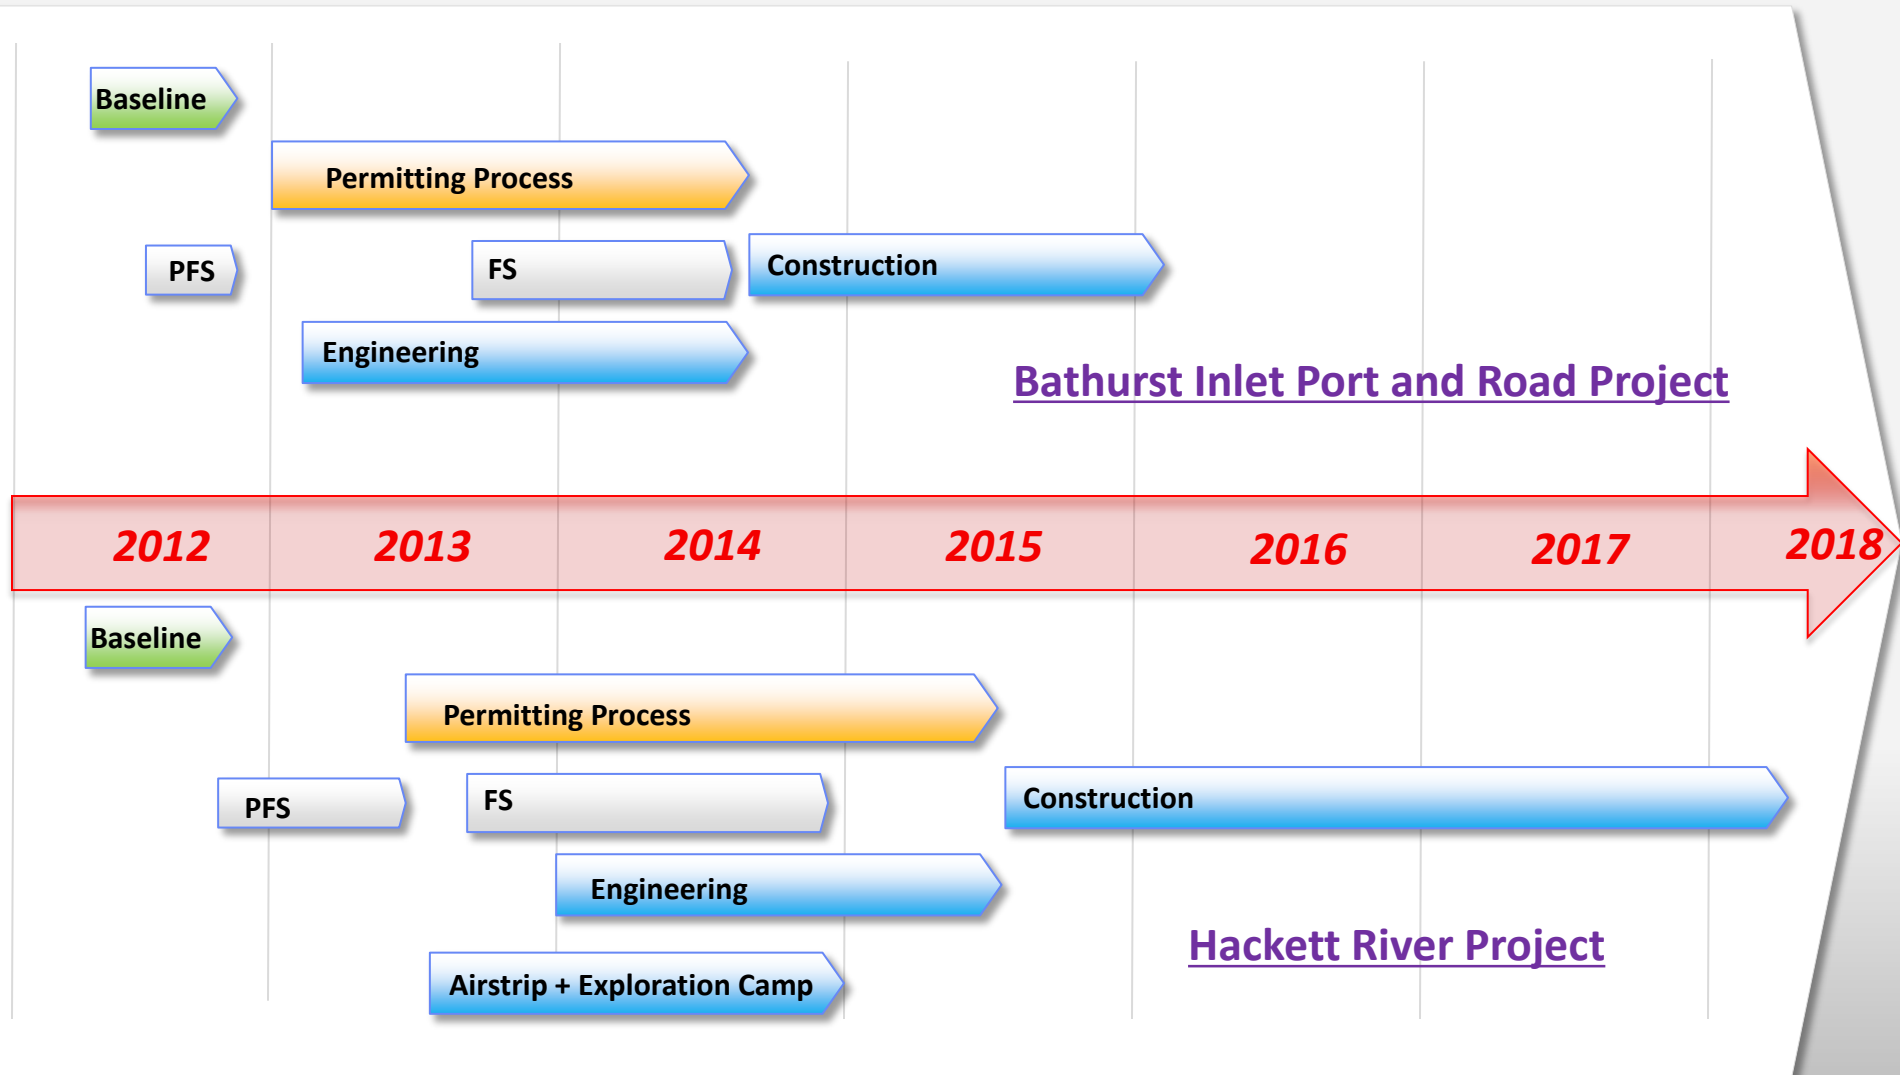 Baseline
Permitting Process
PFS
FS
Construction
Engineering
Bathurst Inlet Port and Road Project
2012
2013
2014
2015
2016
2017
2018
Baseline
Permitting Process
PFS
FS
Construction
Engineering
Hackett River Project
Airstrip + Exploration Camp